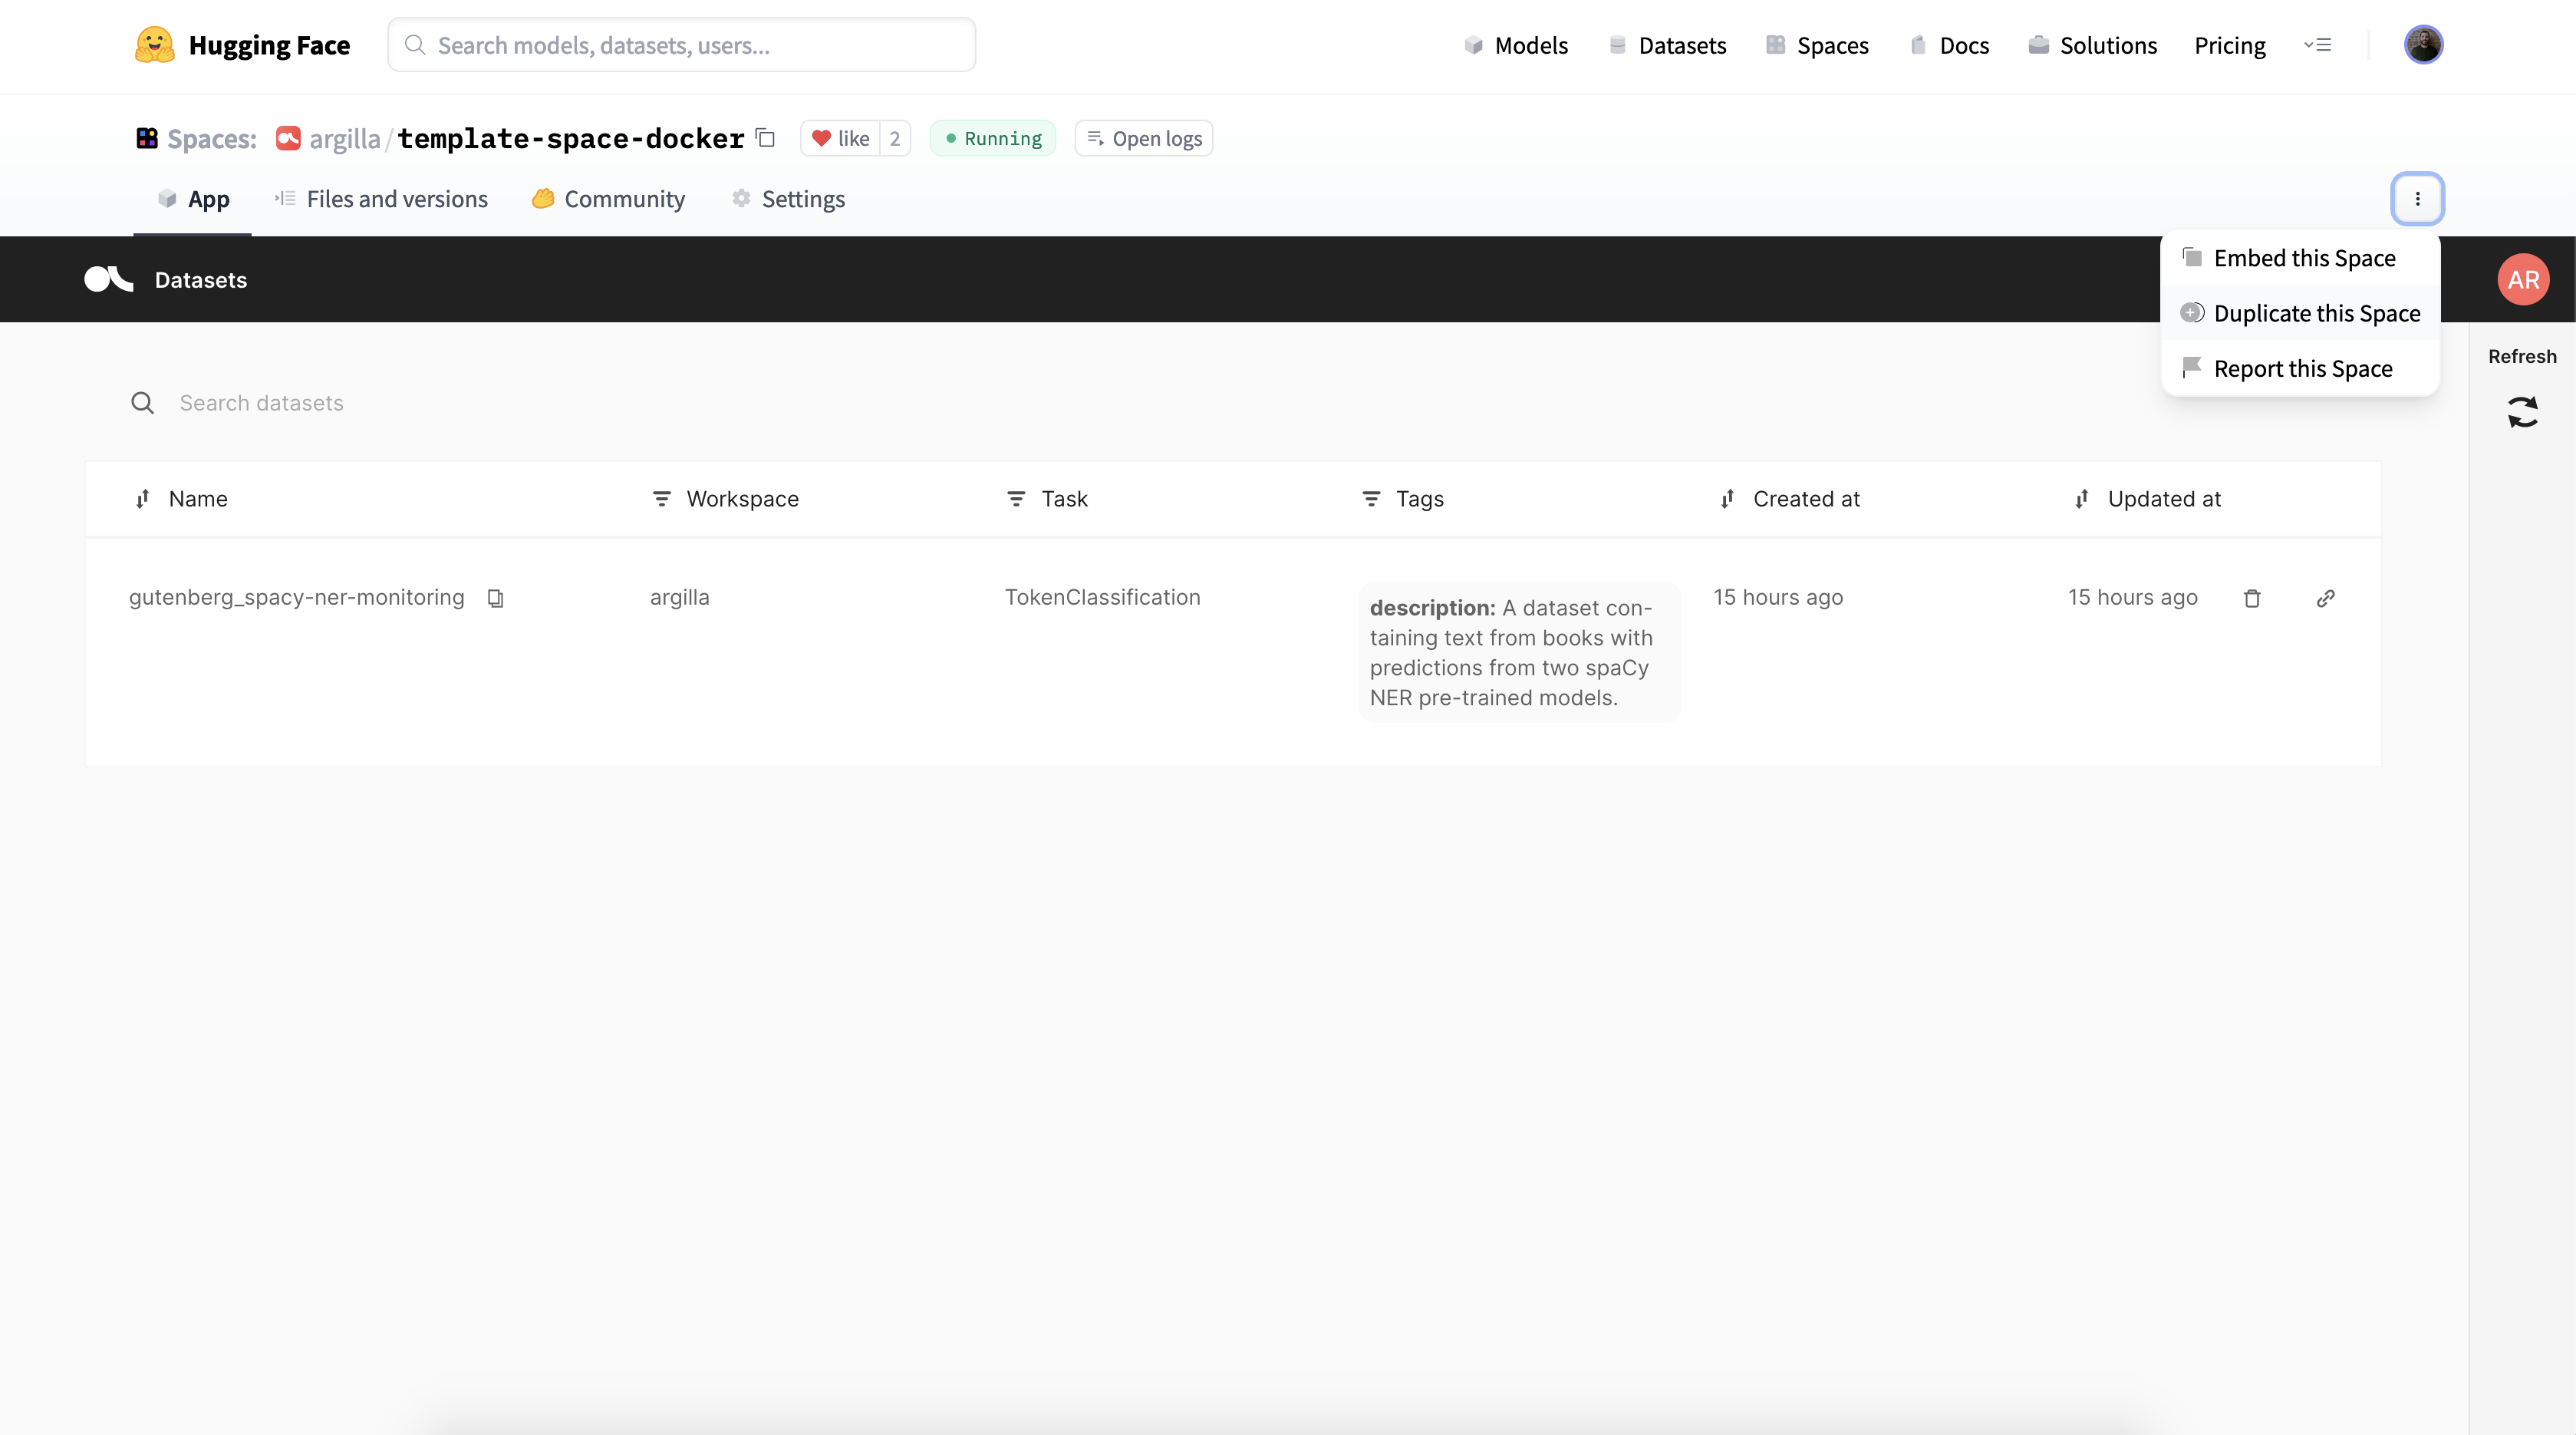 Hugging Face
Search models, datasets, users...
Models
Datasets
Spaces
Docs
Solutions
Pricing
Spaces: argilla/template-space-docker
like 2
Running
Open logs
App
Files and versions
Community
Settings
Embed this Space
Duplicate this Space
Report this Space
Datasets
AR
Refresh
Search datasets
Name Workspace Task Tags Created at Updated at
gutenberg_spacy-ner-monitoring argilla TokenClassification
description: A dataset con-
taining text from books with
predictions from two spaCy
NER pre-trained models.
15 hours ago 15 hours ago